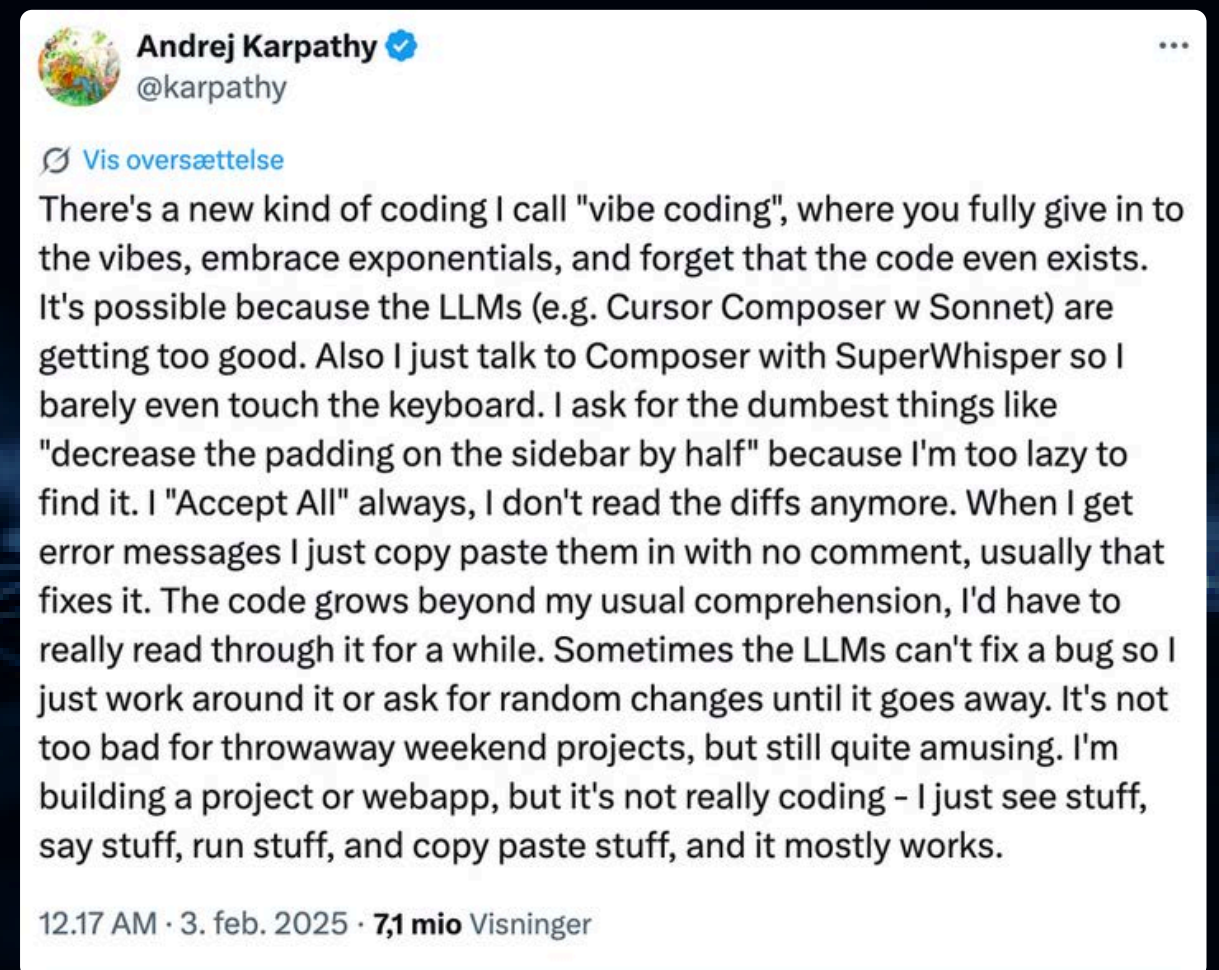 Andrej Karpathy
@karpathy
Vis oversættelse
There's a new kind of coding I call "vibe coding", where you fully give in to
the vibes, embrace exponentials, and forget that the code even exists.
It's possible because the LLMs (e.g. Cursor Composer w Sonnet) are
getting too good. Also I just talk to Composer with SuperWhisper so I
barely even touch the keyboard. I ask for the dumbest things like
"decrease the padding on the sidebar by half" because I'm too lazy to
find it. I "Accept All" always, I don't read the diffs anymore. When I get
error messages I just copy paste them in with no comment, usually that
fixes it. The code grows beyond my usual comprehension, I'd have to
really read through it for a while. Sometimes the LLMs can't fix a bug so I
just work around it or ask for random changes until it goes away. It's not
too bad for throwaway weekend projects, but still quite amusing. I'm
building a project or webapp, but it's not really coding - I just see stuff,
say stuff, run stuff, and copy paste stuff, and it mostly works.
12.17 AM · 3. feb. 2025 · 7,1 mio Visninger